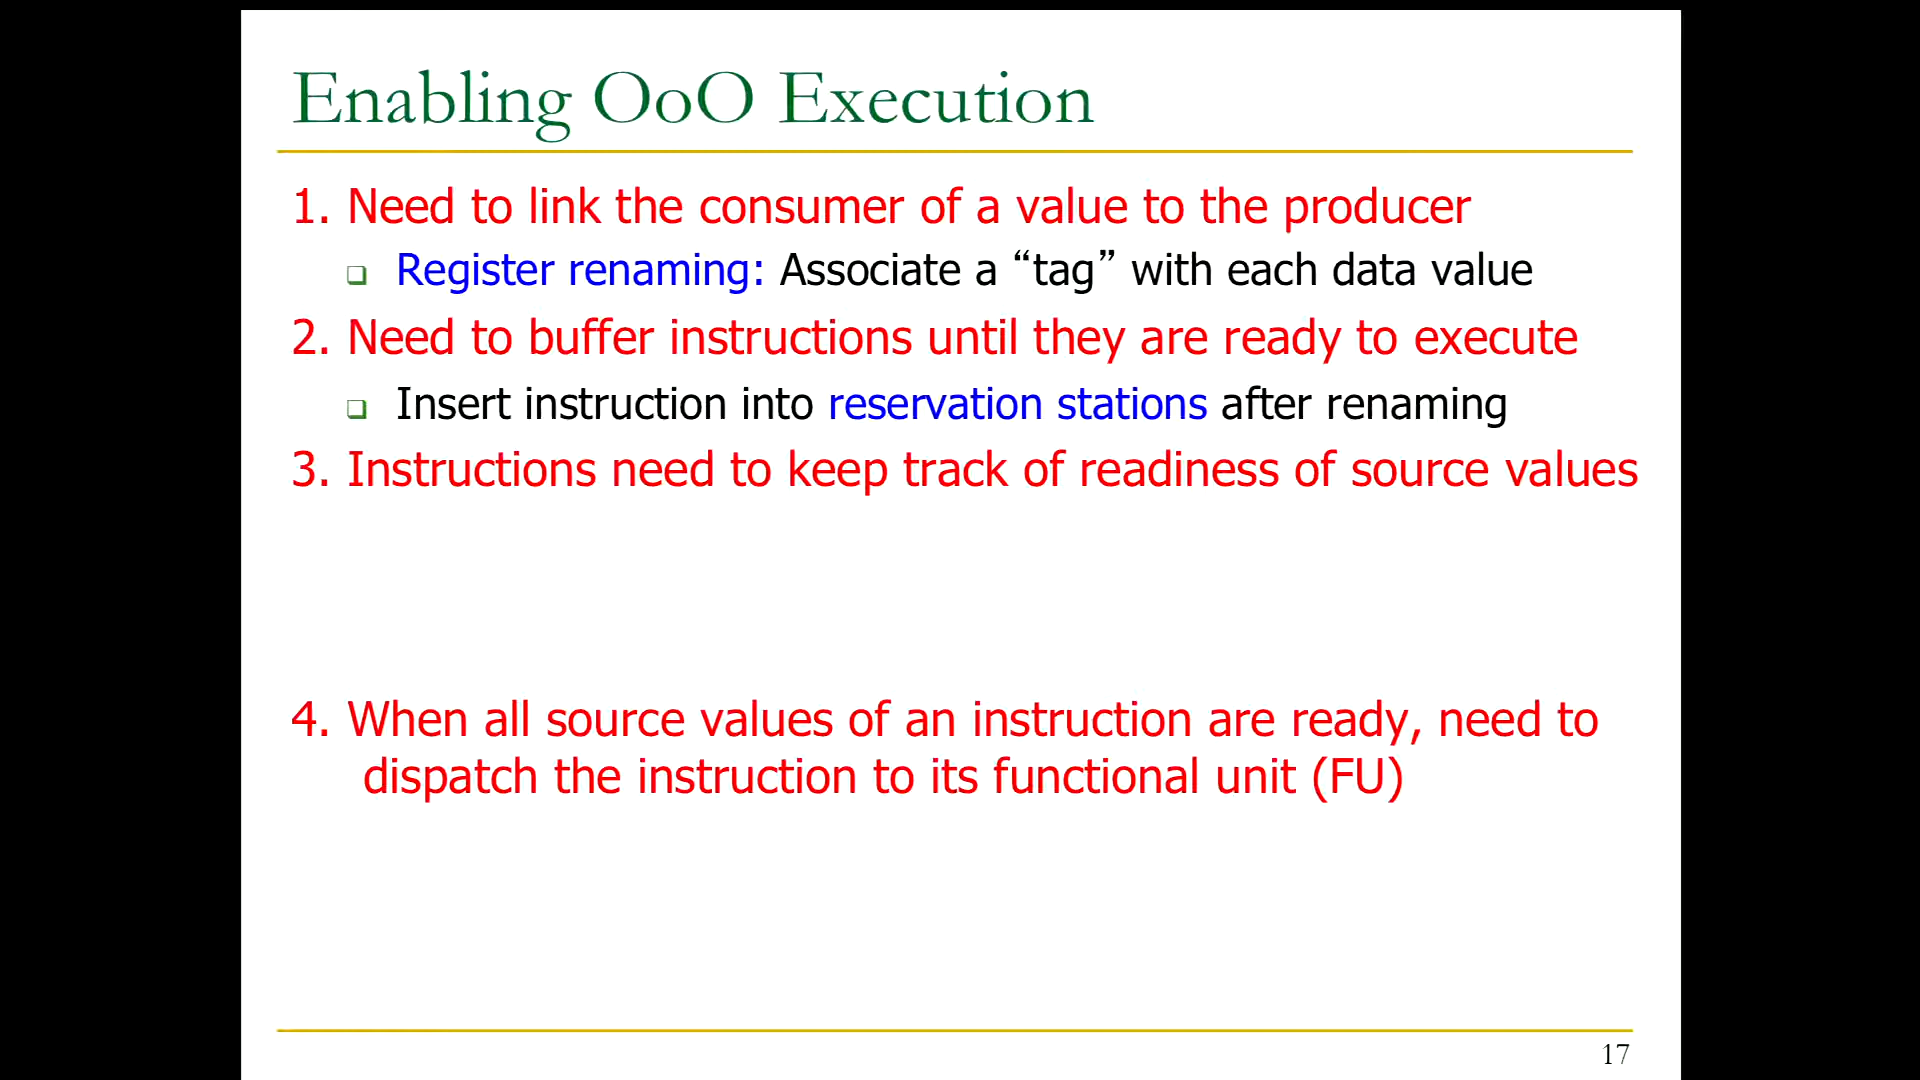 Enabling OoO Execution
1. Need to link the consumer of a value to the producer
❑ Register renaming: Associate a “tag” with each data value
2. Need to buffer instructions until they are ready to execute
❑ Insert instruction into reservation stations after renaming
3. Instructions need to keep track of readiness of source values
4. When all source values of an instruction are ready, need to
dispatch the instruction to its functional unit (FU)
17